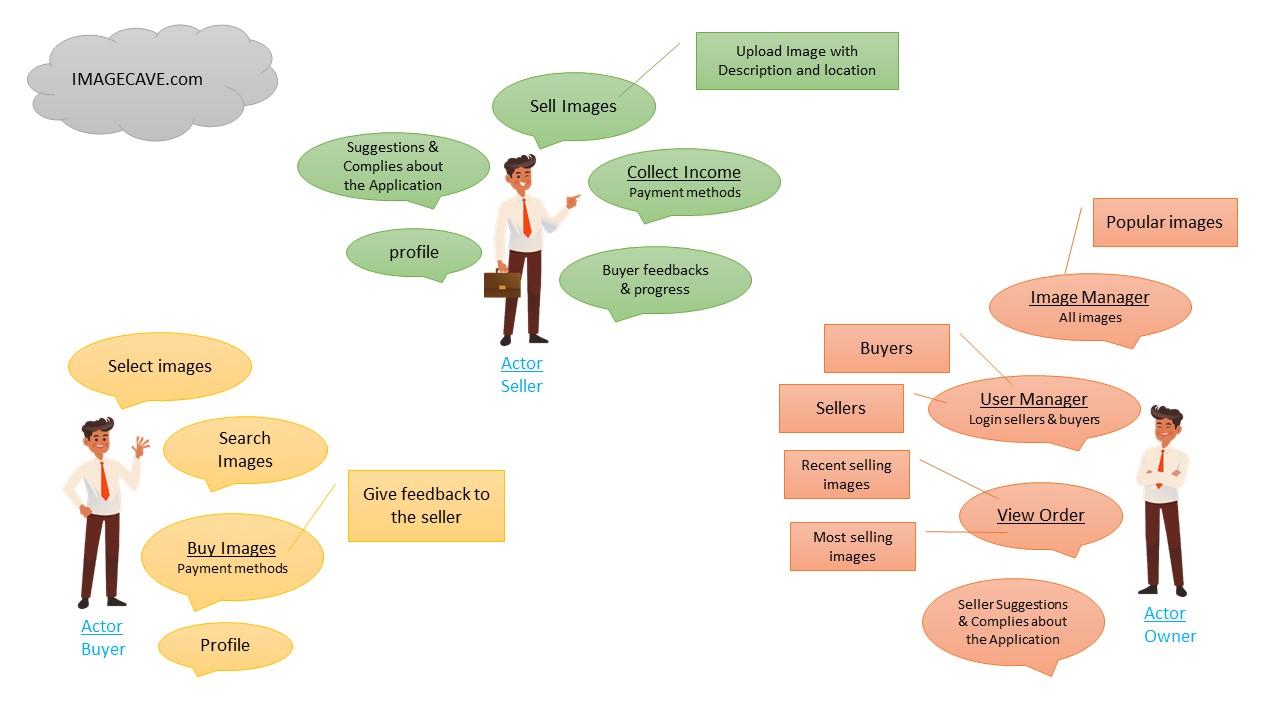 IMAGECAVE.com
Upload Image with
Description and location
Sell Images
Suggestions &
Complies about
the Application
Collect Income
Payment methods
profile
Buyer feedbacks
& progress
Actor
Seller
Select images
Search
Images
Give feedback to
the seller
Buy Images
Payment methods
Profile
Actor
Buyer
Popular images
Image Manager
All images
Buyers
User Manager
Login sellers & buyers
Sellers
Recent selling
images
View Order
Most selling
images
Seller Suggestions
& Complies about
the Application
Actor
Owner